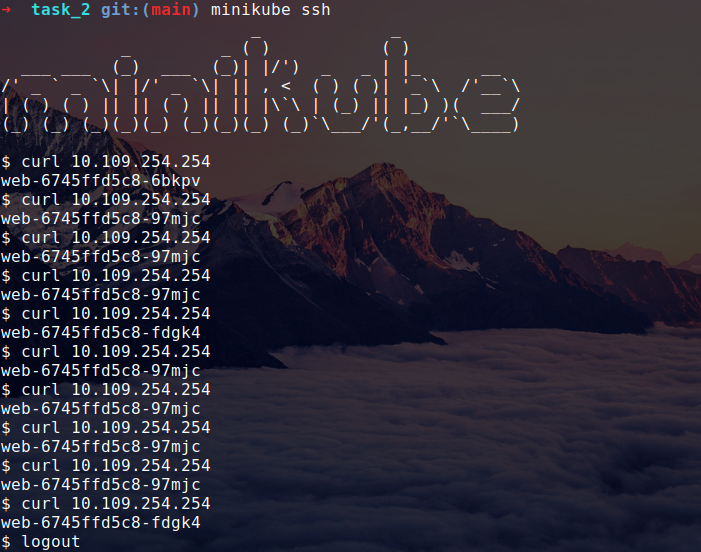 → task_2 git:(main) minikube ssh
minikube
$ curl 10.109.254.254
web-6745ffd5c8-6bkpv
$ curl 10.109.254.254
web-6745ffd5c8-97mjc
$ curl 10.109.254.254
web-6745ffd5c8-97mjc
$ curl 10.109.254.254
web-6745ffd5c8-97mjc
$ curl 10.109.254.254
web-6745ffd5c8-fdgk4
$ curl 10.109.254.254
web-6745ffd5c8-97mjc
$ curl 10.109.254.254
web-6745ffd5c8-97mjc
$ curl 10.109.254.254
web-6745ffd5c8-97mjc
$ curl 10.109.254.254
web-6745ffd5c8-97mjc
$ curl 10.109.254.254
web-6745ffd5c8-fdgk4
$ logout